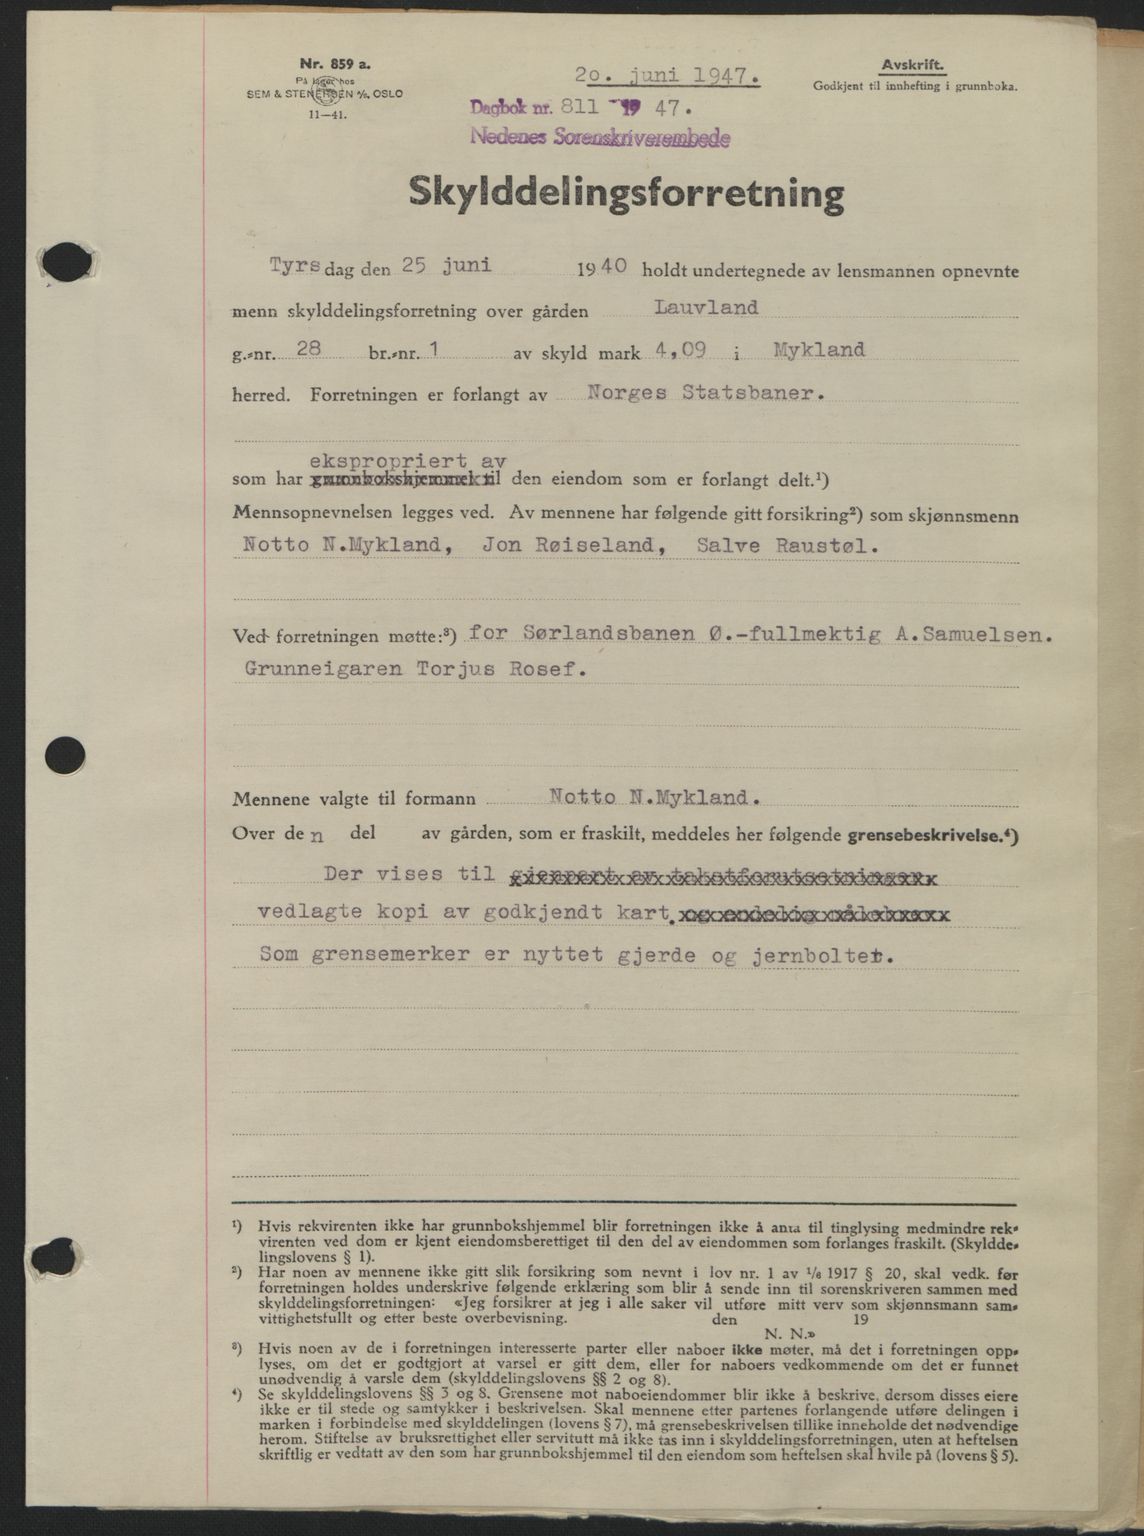 Nr. 859 a.
På lager hos
SEM & STENERSEN A/S, OSLO
11—41.
2o. juni 1947.
Dagbok nr. 811 - 19 47.
Nedenes Sorenskriverembede
Avskrift.
Godkjent til innhefting i grunnboka.
Skylddelingsforretning
Tyrsdag den 25 juni 1940 holdt undertegnede av lensmannen opnevnte
menn skylddelingsforretning over gården Lauvland
g.-nr. 28 br.-nr. 1 av skyld mark 4,09 i Mykland
herred. Forretningen er forlangt av Norges Statsbaner.
ekspropriert av
som har grunnbokshjemmel til den eiendom som er forlangt delt.¹)
Mennsopnevnelsen legges ved. Av mennene har følgende gitt forsikring²) som skjønnsmenn
Notto N.Mykland, Jon Røiseland, Salve Raustøl.
Ved forretningen møtte:³) for Sørlandsbanen Ø.-fullmektig A.Samuelsen.
Grunneigaren Torjus Rosef.
Mennene valgte til formann Notto N.Mykland.
Over den del av gården, som er fraskilt, meddeles her følgende grensebeskrivelse.⁴)
Der vises til gjenpart av takstforutsetninger
vedlagte kopi av godkjendt kart.
Som grensemerker er nyttet gjerde og jernbolter.
¹) Hvis rekvirenten ikke har grunnbokshjemmel blir forretningen ikke å anta til tinglysing medmindre rek-
virenten ved dom er kjent eiendomsberettiget til den del av eiendommen som forlanges fraskilt. (Skyldde-
lingslovens § 1).
²) Har noen av mennene ikke gitt slik forsikring som nevnt i lov nr. 1 av 1/6 1917 § 20, skal vedk. før
forretningen holdes underskrive følgende erklæring som blir å sende inn til sorenskriveren sammen med
skylddelingsforretningen: «Jeg forsikrer at jeg i alle saker vil utføre mitt verv som skjønnsmann sam-
vittighetsfullt og etter beste overbevisning. den 19
N. N.»
³) Hvis noen av de i forretningen interesserte parter eller naboer ikke møter, må det i forretningen opp-
lyses, om det er godtgjort at varsel er gitt dem, eller for naboers vedkommende om det er funnet
unødvendig å varsle dem (skylddelingslovens §§ 2 og 8).
⁴) Se skylddelingslovens §§ 3 og 8. Grensene mot naboeiendommer blir ikke å beskrive, dersom disses eiere
ikke er til stede og samtykker i beskrivelsen. Skal mennene etter partenes forlangende utføre delingen i
marken i forbindelse med skylddelingen (lovens § 7), må grensebeskrivelsen tillike inneholde det nødvendige
herom. Stiftelse av bruksrettighet eller servitutt må ikke tas inn i skylddelingsforretningen, uten at heftelsen
skriftlig er vedtatt av den som har grunnbokshjemmel til den eiendom som heftelsen skal hvile på (lovens § 5).